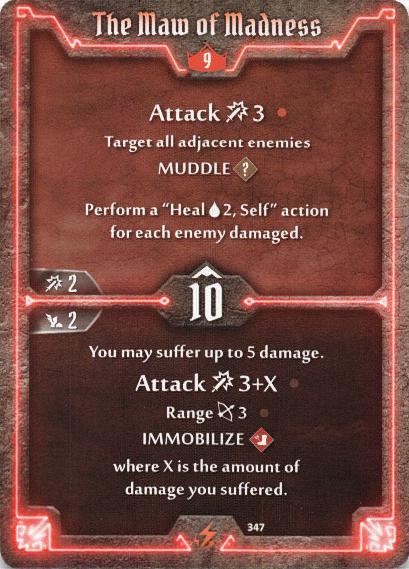 The Maw of Madness
9
Attack 3
Target all adjacent enemies
MUDDLE ?
Perform a “Heal 2, Self” action
for each enemy damaged.
2
10
2
You may suffer up to 5 damage.
Attack 3+X
Range 3
IMMOBILIZE
where X is the amount of
damage you suffered.
347